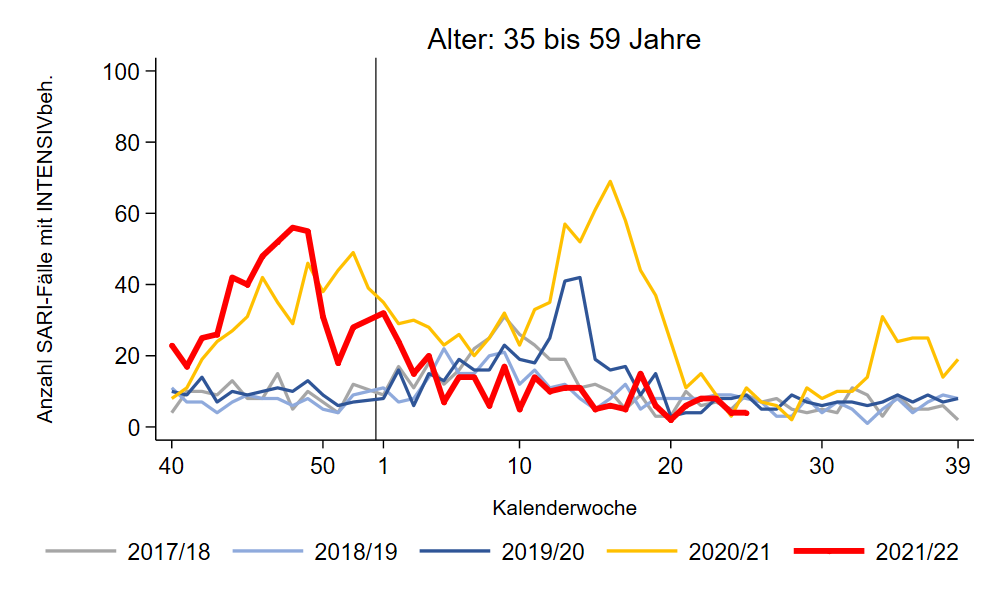 Alter: 35 bis 59 Jahre
Anzahl SARI-Fälle mit INTENSIVbeh.
100
80
60
40
20
0
40 50 1 10 20 30 39
Kalenderwoche
2017/18 2018/19 2019/20 2020/21 2021/22